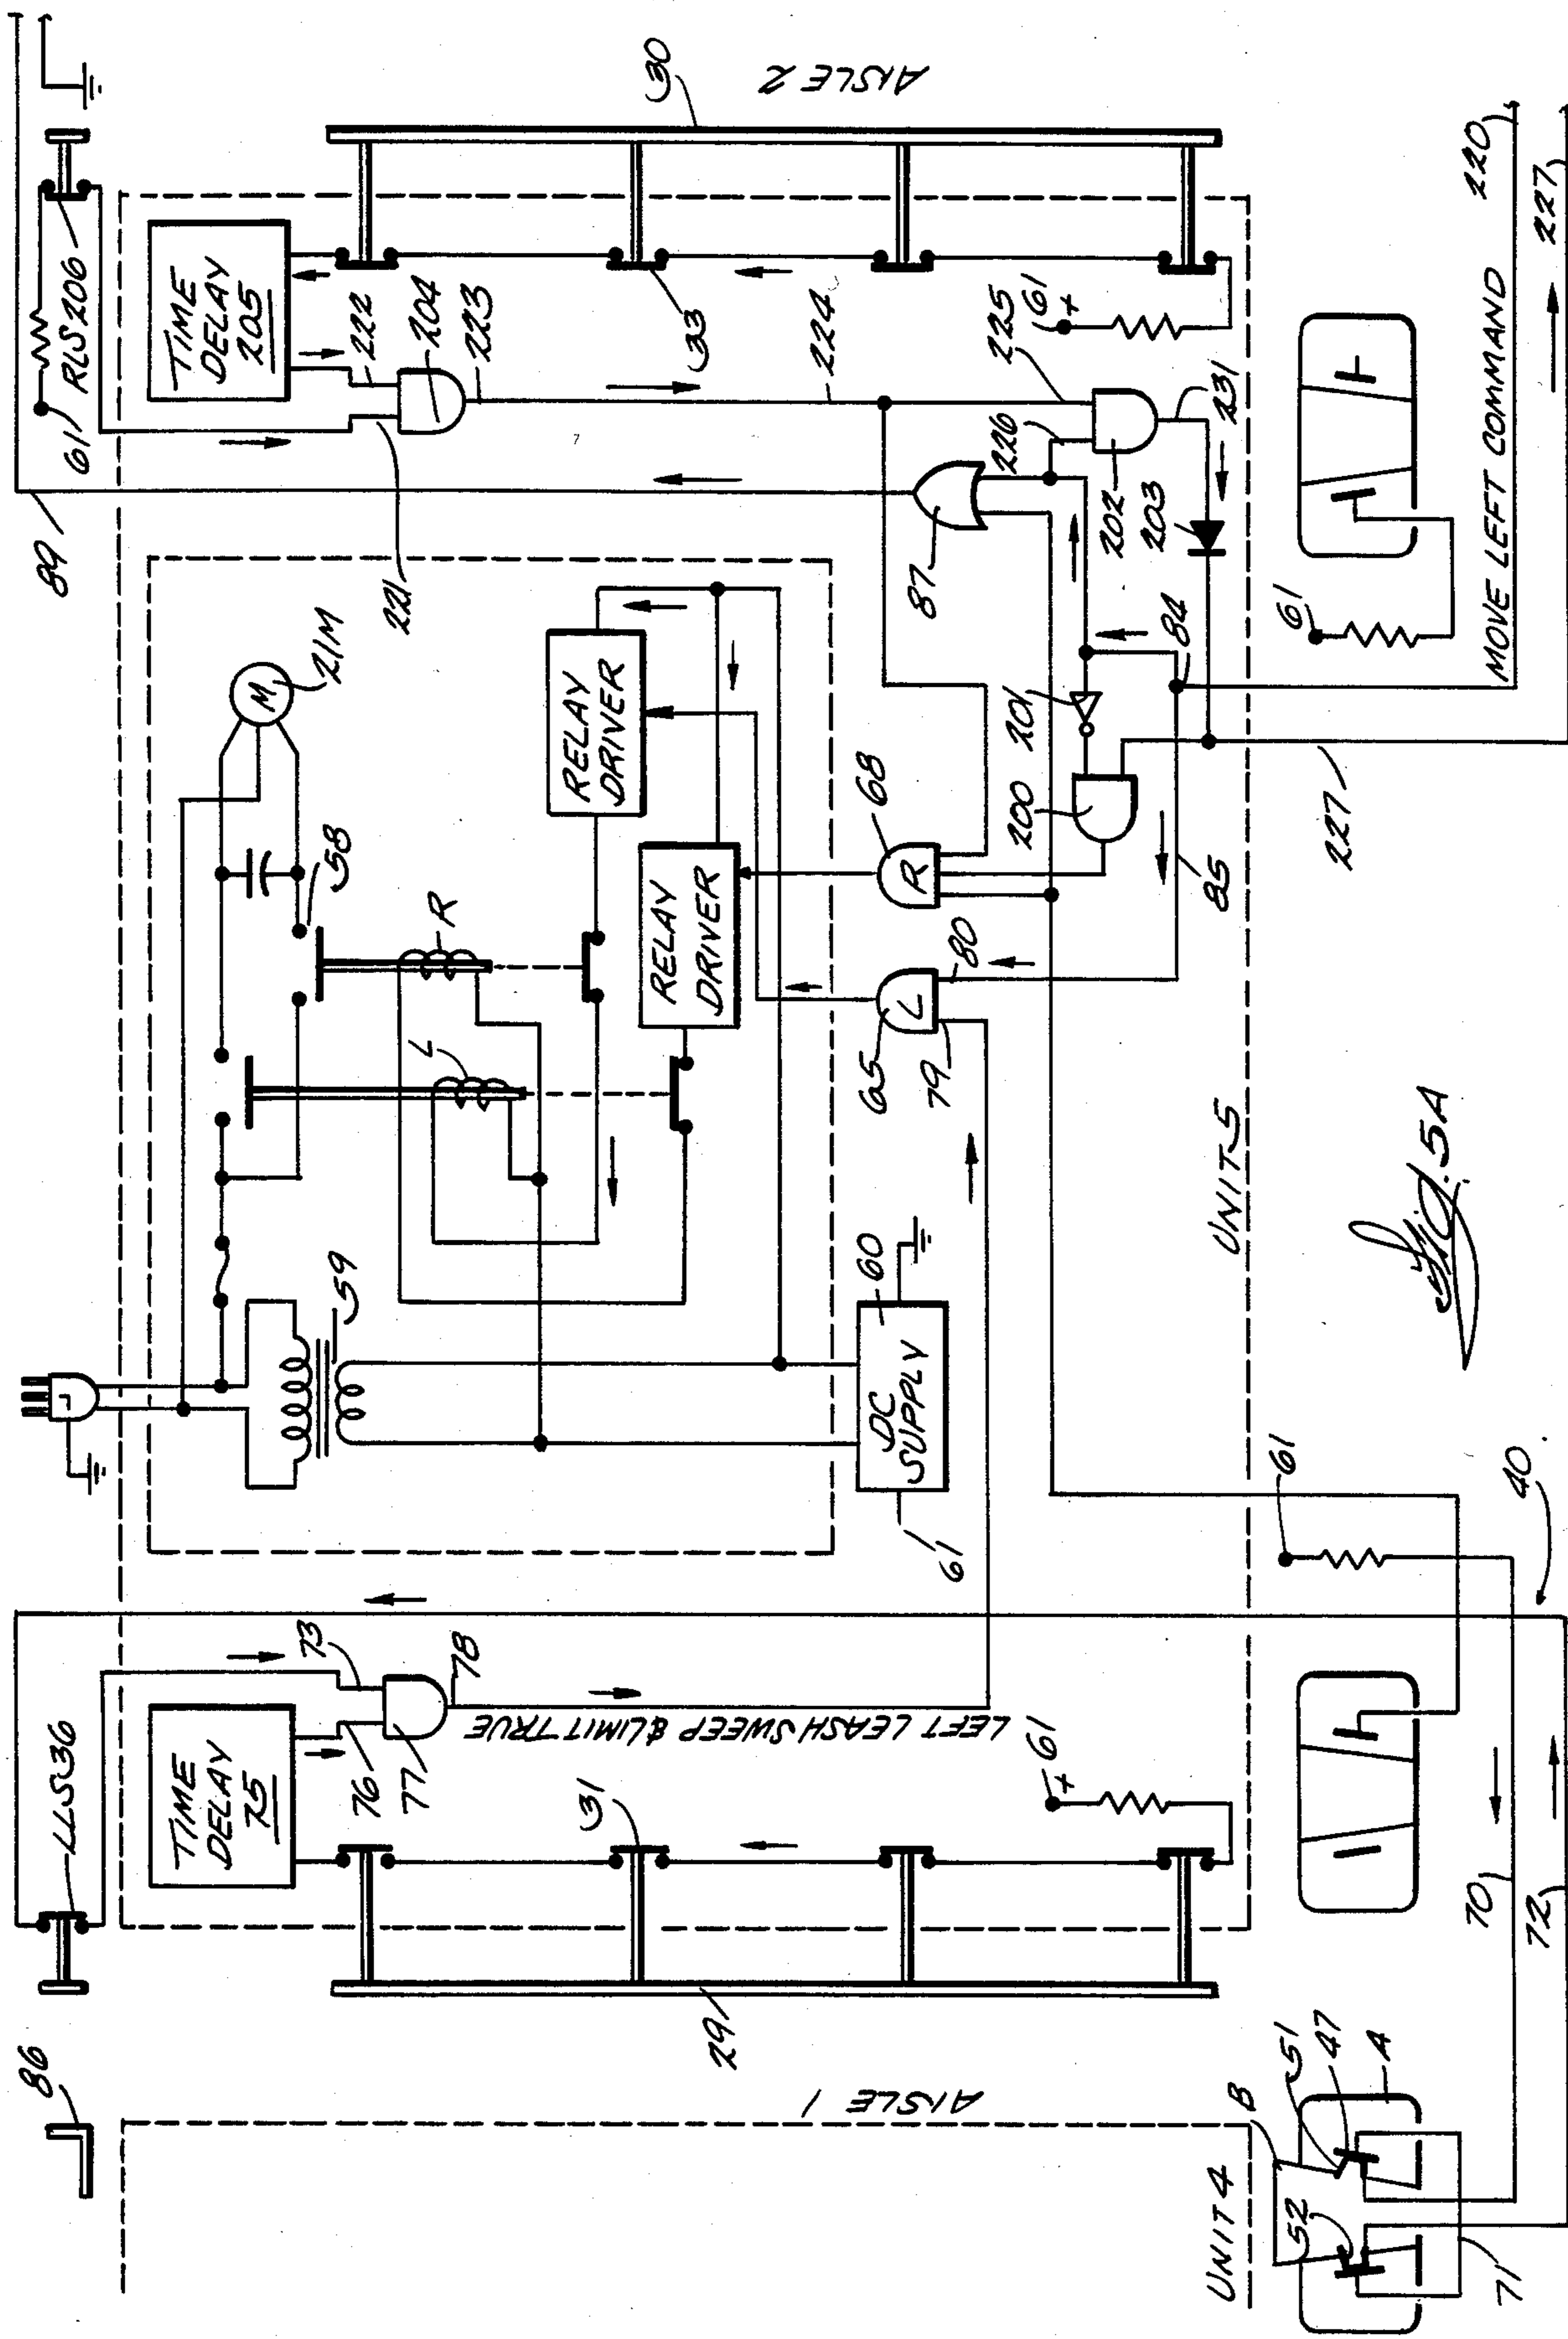 86
LLS36
TIME DELAY 75
73
76
77
78
LEFT LEASH SWEEP & LIMIT TRUE
31
61
+
29
AISLE 1
UNIT 4
B
51
47
A
52
71
70
72
40
61
UNIT 5
59
DC SUPPLY
60
61
L
R
58
M
21M
RELAY DRIVER
RELAY DRIVER
65
L
79
80
R
68
200
201
85
84
87
202
203
226
231
225
224
223
222
221
204
TIME DELAY 205
RLS206
61
89
33
30
AISLE 2
61
+
61
MOVE LEFT COMMAND
220
227
227
Fig. 5A